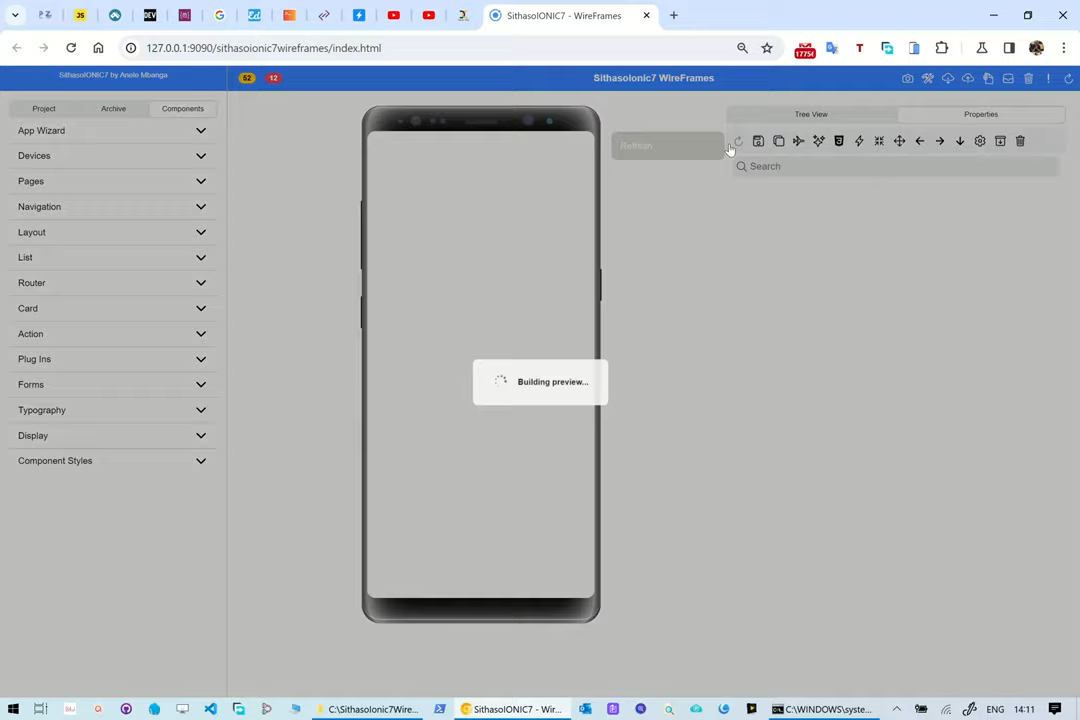 SithasoIONIC7 - WireFrames
127.0.0.1:9090/sithasoionic7wireframes/index.html
SithasoIONIC7 by Anele Mbanga
52
12
SithasoIonic7 WireFrames
Project
Archive
Components
Tree View
Properties
App Wizard
Devices
Pages
Navigation
Layout
List
Router
Card
Action
Plug Ins
Forms
Typography
Display
Component Styles
Refresh
Search
Building preview...
C:\SithasoIonic7Wire...
SithasoIONIC7 - Wir...
C:\WINDOWS\syste...
ENG
14:11